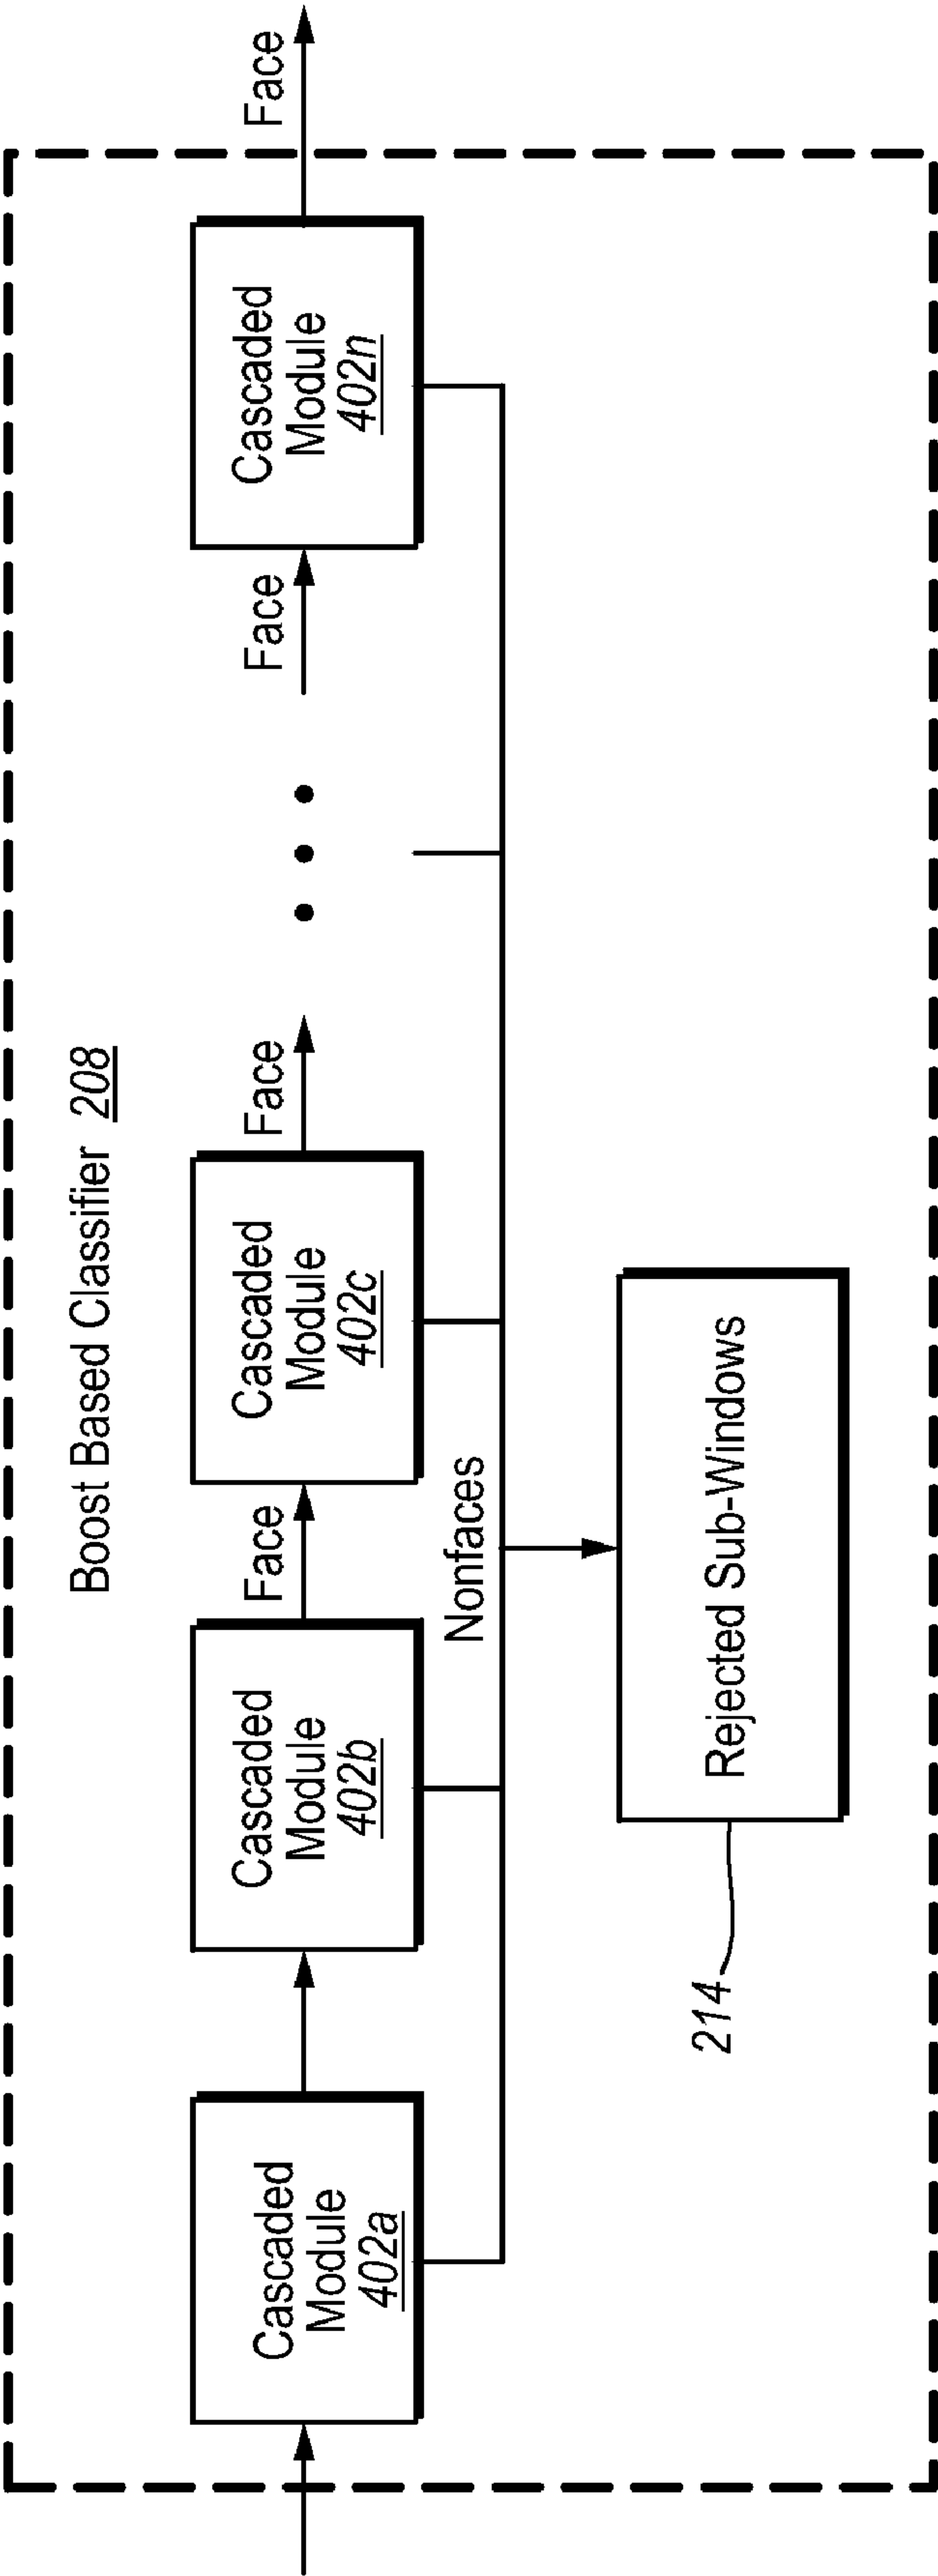 Boost Based Classifier 208
Cascaded
Module
402a
Cascaded
Module
402b
Face
Cascaded
Module
402c
Face
Face
Cascaded
Module
402n
Face
Nonfaces
Rejected Sub-Windows
214